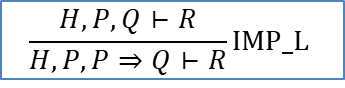 H, P, Q ⊢ R
IMP_L
H, P, P ⇒ Q ⊢ R